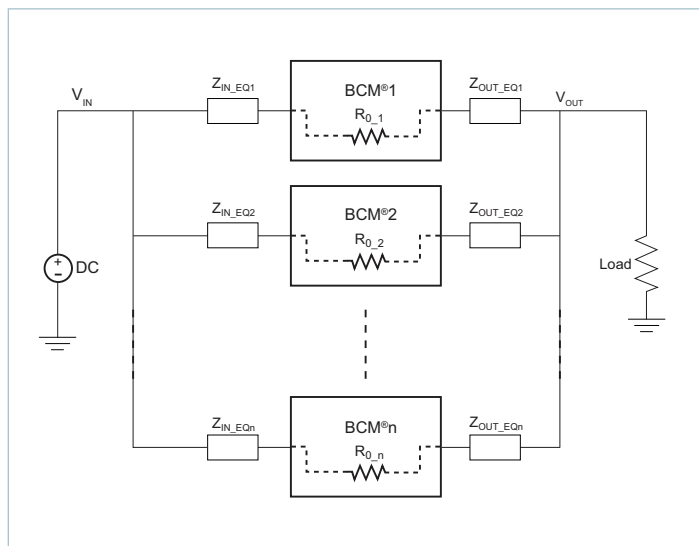 V_IN
Z_IN_EQ1
BCM®1
R_0_1
Z_OUT_EQ1
V_OUT
Z_IN_EQ2
BCM®2
R_0_2
Z_OUT_EQ2
+
-
DC
Load
Z_IN_EQn
BCM®n
R_0_n
Z_OUT_EQn